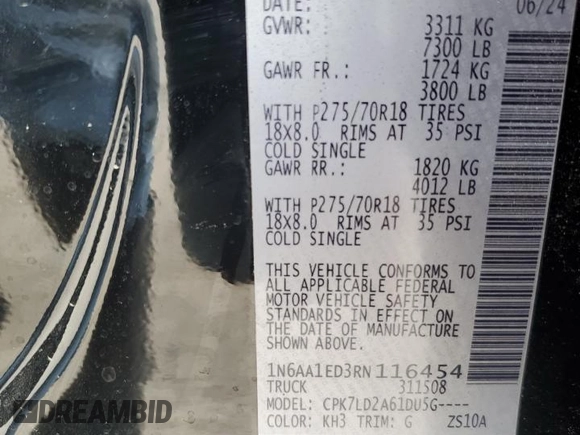 DATE: 06/24
GVWR: 3311 KG
7300 LB
GAWR FR.: 1724 KG
3800 LB
WITH P275/70R18 TIRES
18X8.0 RIMS AT 35 PSI
COLD SINGLE
GAWR RR.: 1820 KG
4012 LB
WITH P275/70R18 TIRES
18X8.0 RIMS AT 35 PSI
COLD SINGLE
THIS VEHICLE CONFORMS TO
ALL APPLICABLE FEDERAL
MOTOR VEHICLE SAFETY
STANDARDS IN EFFECT ON
THE DATE OF MANUFACTURE
SHOWN ABOVE.
1N6AA1ED3RN116454
TRUCK 311508
MODEL: CPK7LD2A61DU5G----
COLOR: KH3 TRIM: G ZS10A
DREAMBID